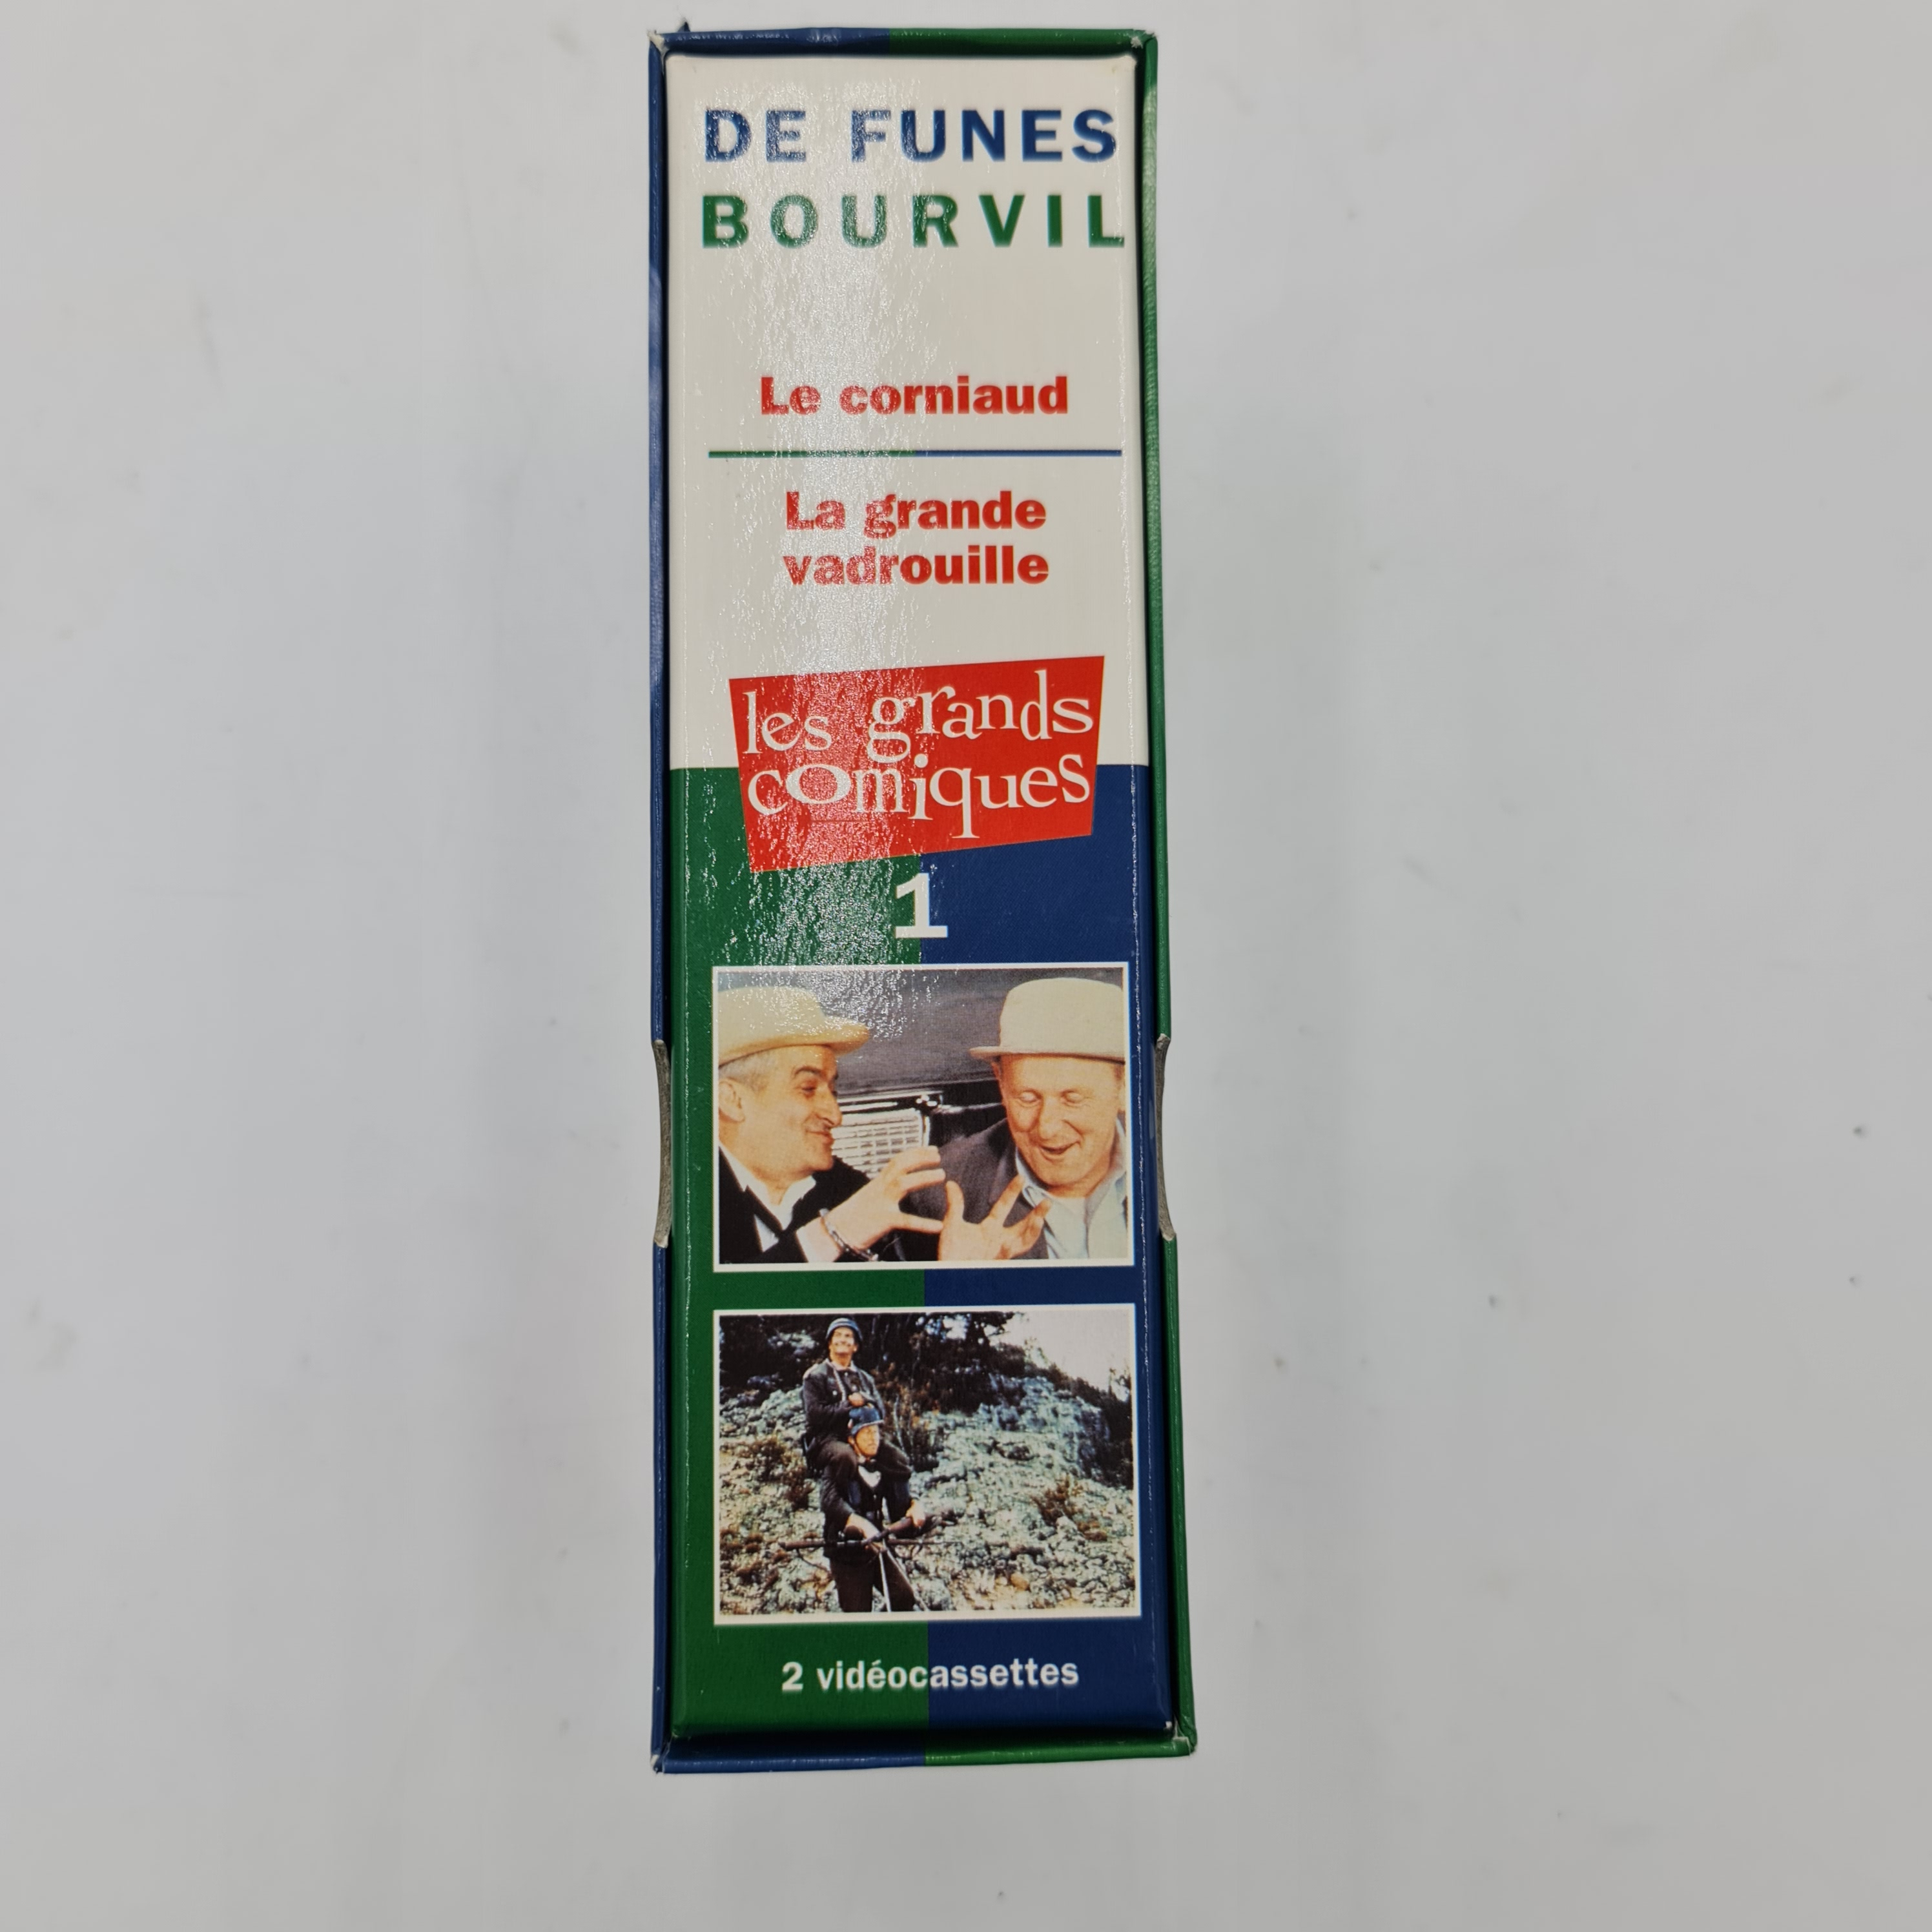 DE FUNES
BOURVIL
Le corniaud
La grande
vadrouille
les grands
comiques
1
2 vidéocassettes